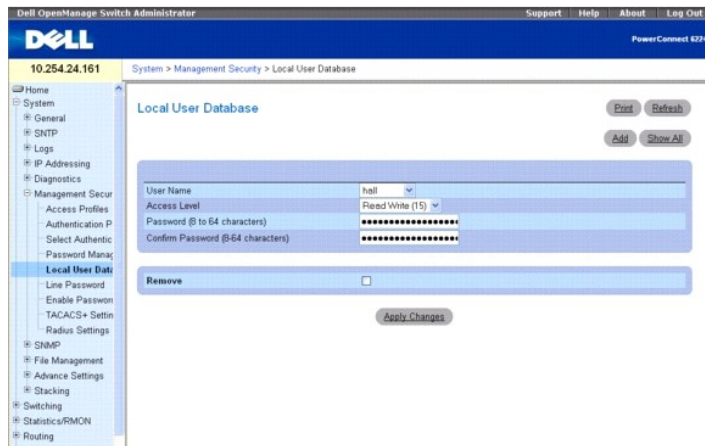 Dell OpenManage Switch Administrator
Support Help About Log Out
DELL
PowerConnect 6224
10.254.24.161
System > Management Security > Local User Database
Home
System
General
SNTP
Logs
IP Addressing
Diagnostics
Management Secur
Access Profiles
Authentication P
Select Authentic
Password Manag
Local User Data
Line Password
Enable Passwor
TACACS+ Settin
Radius Settings
SNMP
File Management
Advance Settings
Stacking
Switching
Statistics/RMON
Routing
Local User Database
Print Refresh
Add Show All
User Name hall
Access Level Read Write (15)
Password (8 to 64 characters) ●●●●●●●●●●●●●●●●
Confirm Password (8-64 characters) ●●●●●●●●●●●●●●●●
Remove
Apply Changes